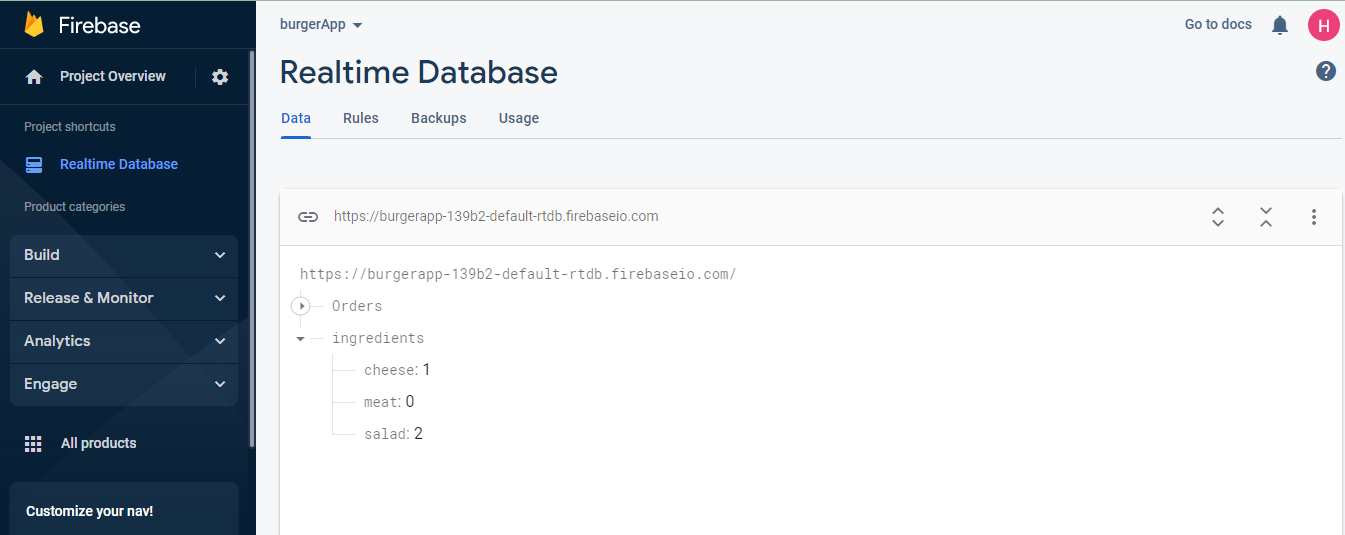 Firebase
burgerApp
Go to docs
H
Project Overview
Realtime Database
?
Data Rules Backups Usage
Project shortcuts
Realtime Database
Product categories
https://burgerapp-139b2-default-rtdb.firebaseio.com
Build
Release & Monitor
Analytics
Engage
All products
Customize your nav!
https://burgerapp-139b2-default-rtdb.firebaseio.com/
Orders
ingredients
cheese: 1
meat: 0
salad: 2